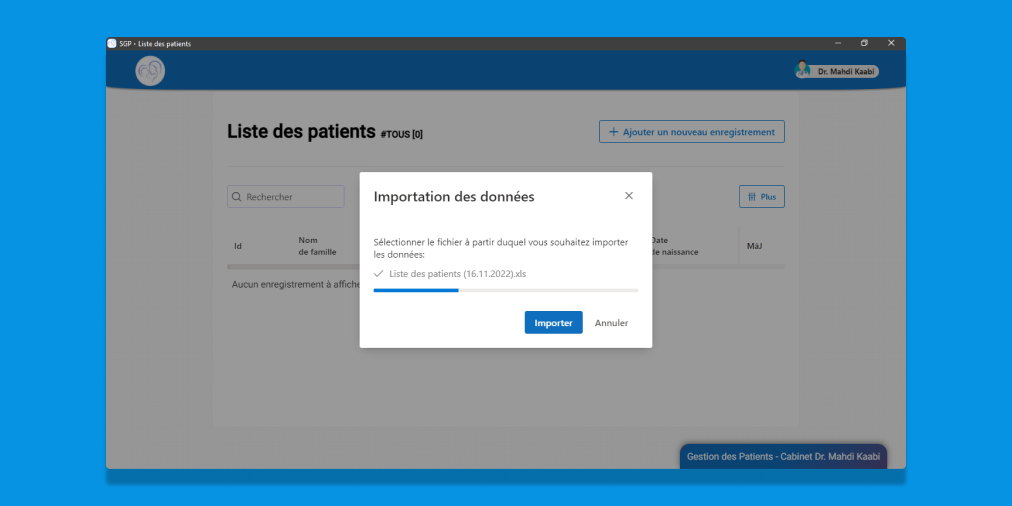 SGP - Liste des patients
Dr. Mahdi Kaabi
Liste des patients #TOUS [0]
+ Ajouter un nouveau enregistrement
Rechercher
Plus
Importation des données
Sélectionner le fichier à partir duquel vous souhaitez importer
les données:
Liste des patients (16.11.2022).xls
Importer
Annuler
Id
Nom
de famille
Date
de naissance
MàJ
Aucun enregistrement à affiche
Gestion des Patients - Cabinet Dr. Mahdi Kaabi